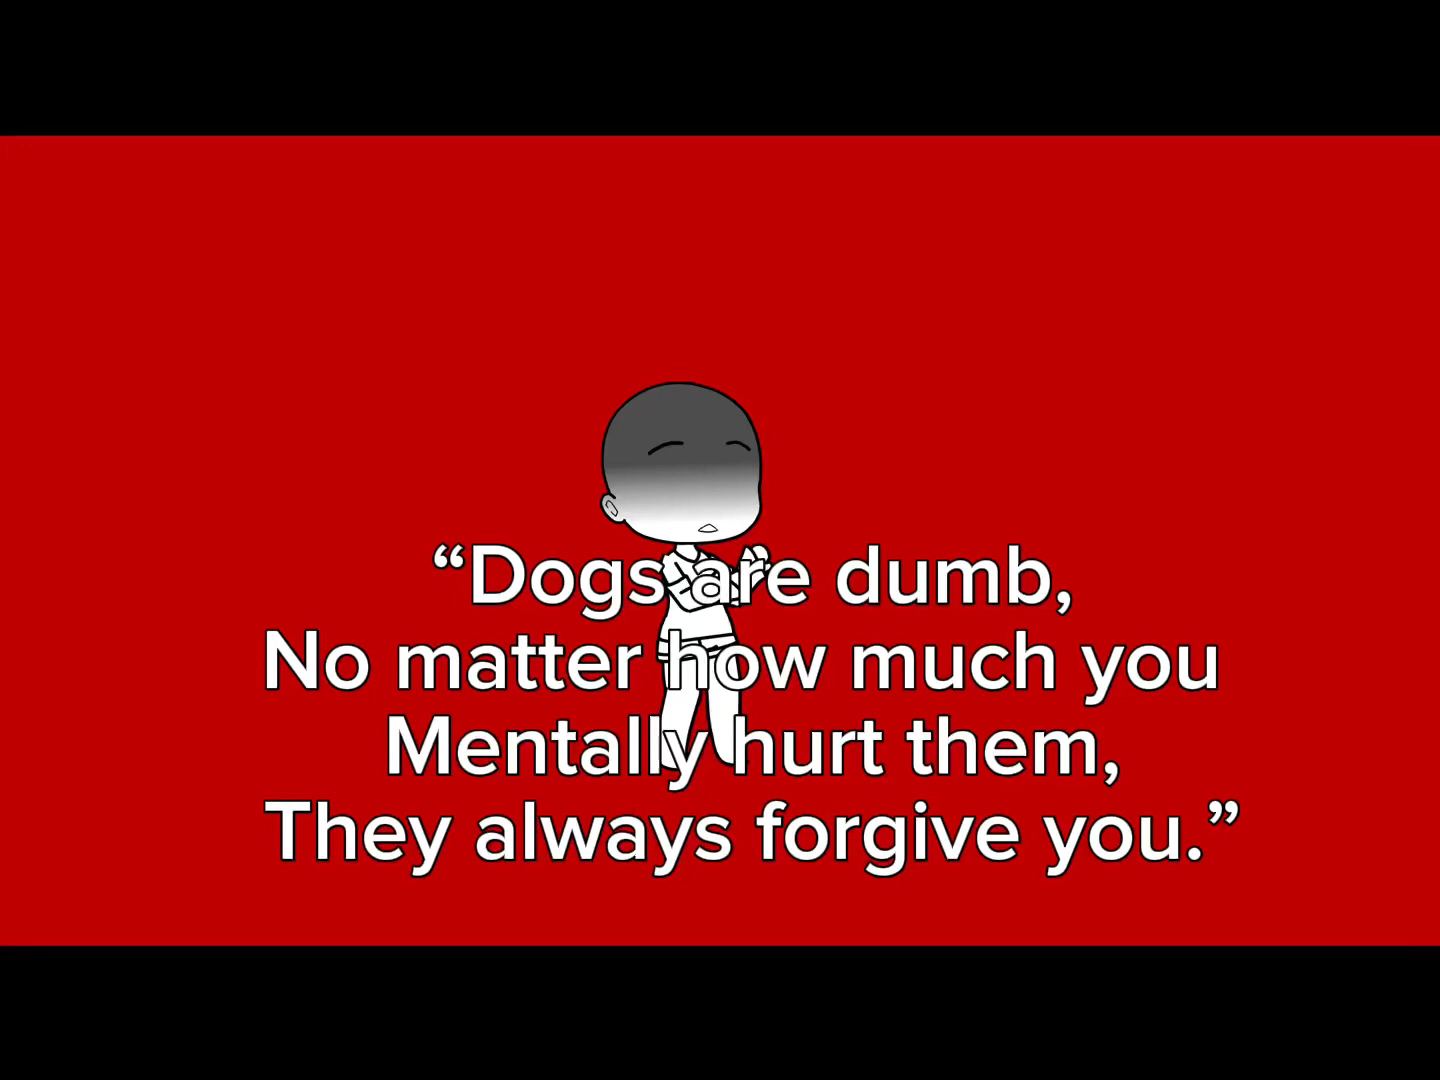 “Dogs are dumb,
No matter how much you
Mentally hurt them,
They always forgive you.”